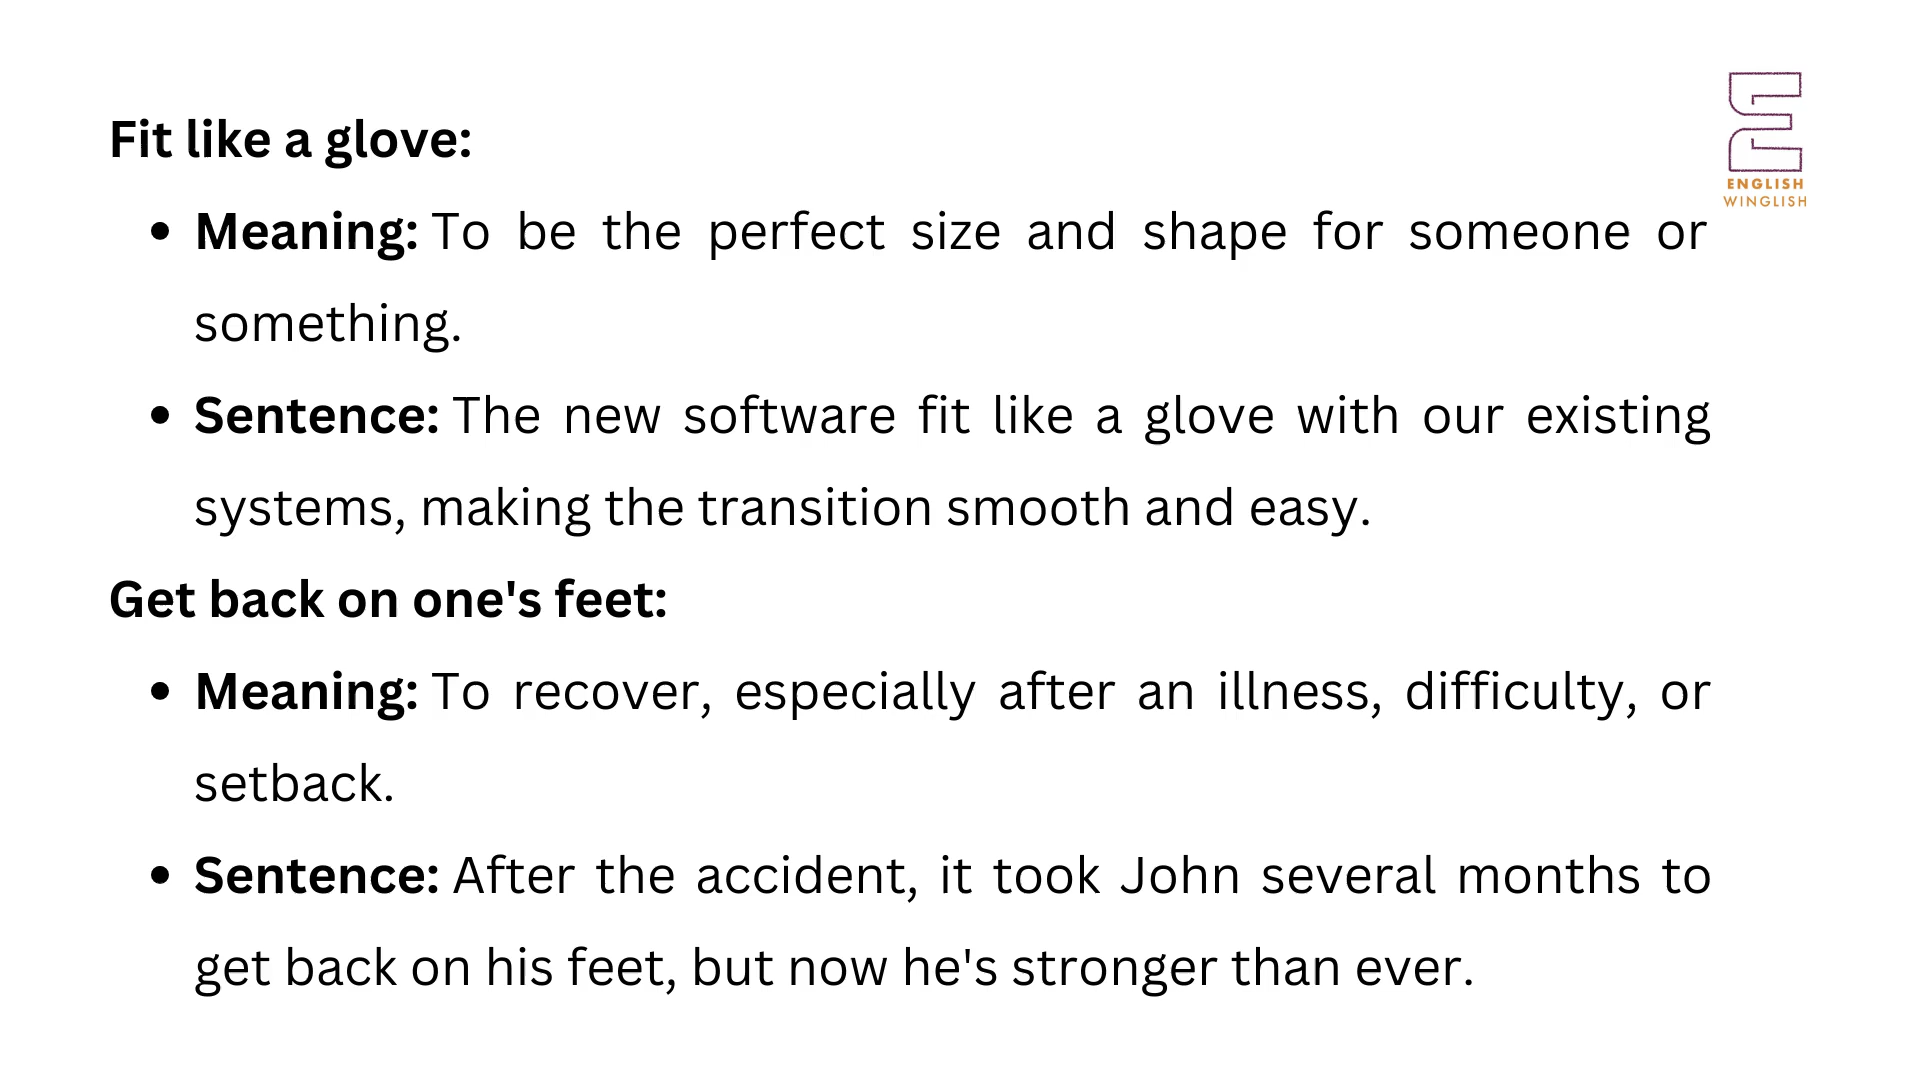 ENGLISH
WINGLISH
Fit like a glove:
• Meaning: To be the perfect size and shape for someone or
something.
• Sentence: The new software fit like a glove with our existing
systems, making the transition smooth and easy.
Get back on one's feet:
• Meaning: To recover, especially after an illness, difficulty, or
setback.
• Sentence: After the accident, it took John several months to
get back on his feet, but now he's stronger than ever.